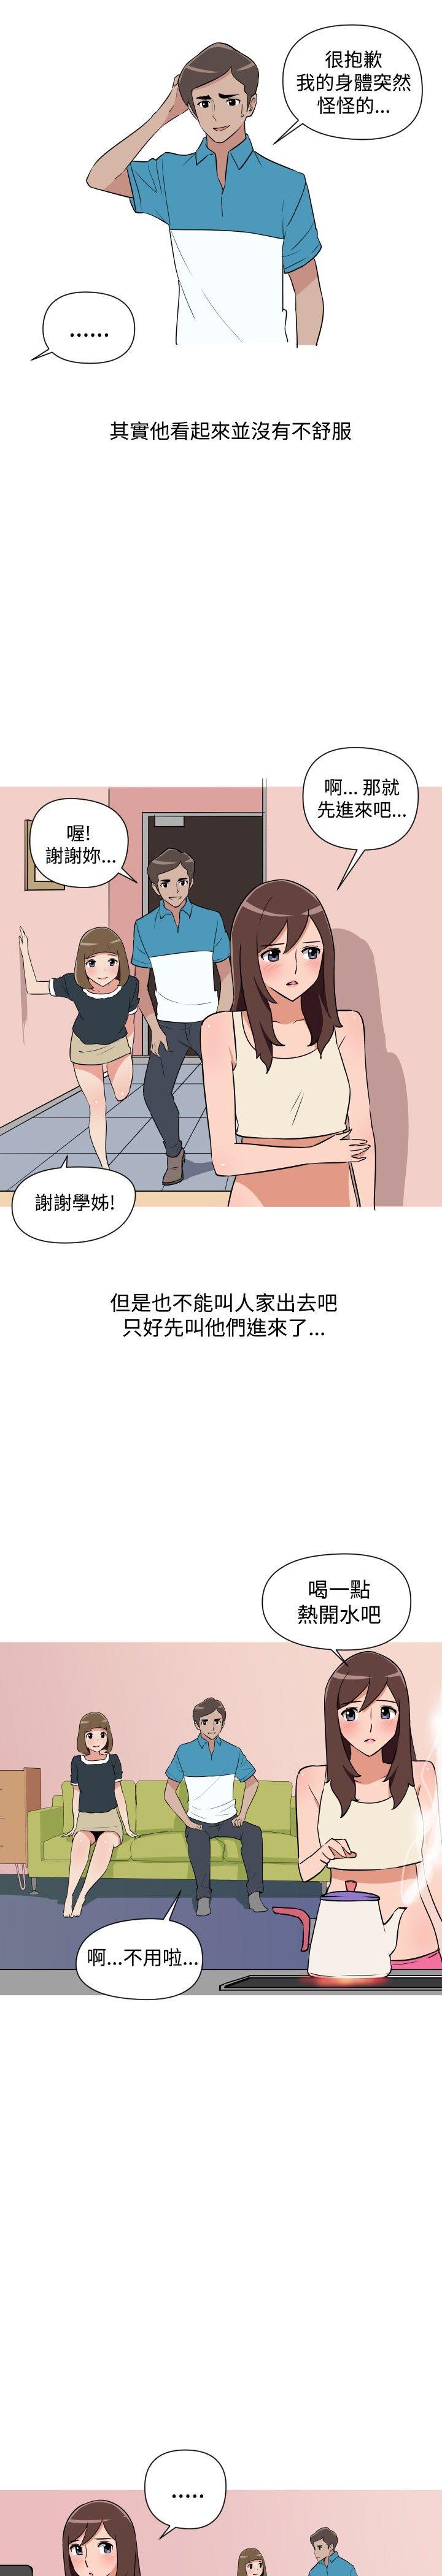 很抱歉
我的身體突然
怪怪的...
......
其實他看起來並沒有不舒服
啊... 那就
先進來吧...
喔!
謝謝妳...
謝謝學姊!
但是也不能叫人家出去吧
只好先叫他們進來了...
喝一點
熱開水吧
啊...不用啦...
.....